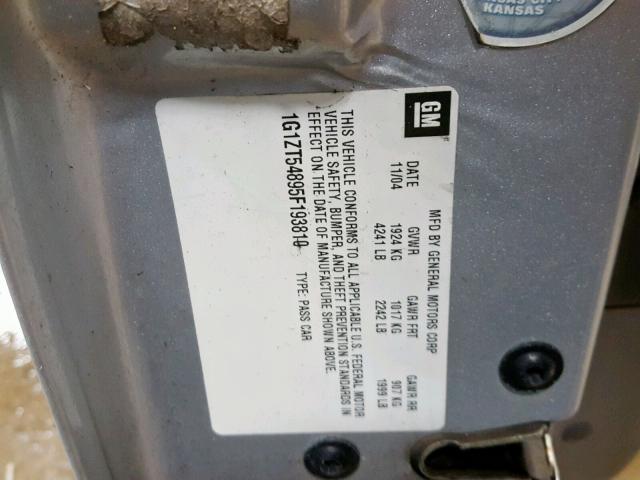 KANSAS CITY
KANSAS
GM
MFD BY GENERAL MOTORS CORP
DATE GVWR GAWR FRT GAWR RR
11/04 1924 KG 1017 KG 907 KG
4241 LB 2242 LB 1999 LB
THIS VEHICLE CONFORMS TO ALL APPLICABLE U.S. FEDERAL MOTOR
VEHICLE SAFETY, BUMPER, AND THEFT PREVENTION STANDARDS IN
EFFECT ON THE DATE OF MANUFACTURE SHOWN ABOVE.
1G1ZT54895F193810 TYPE: PASS CAR